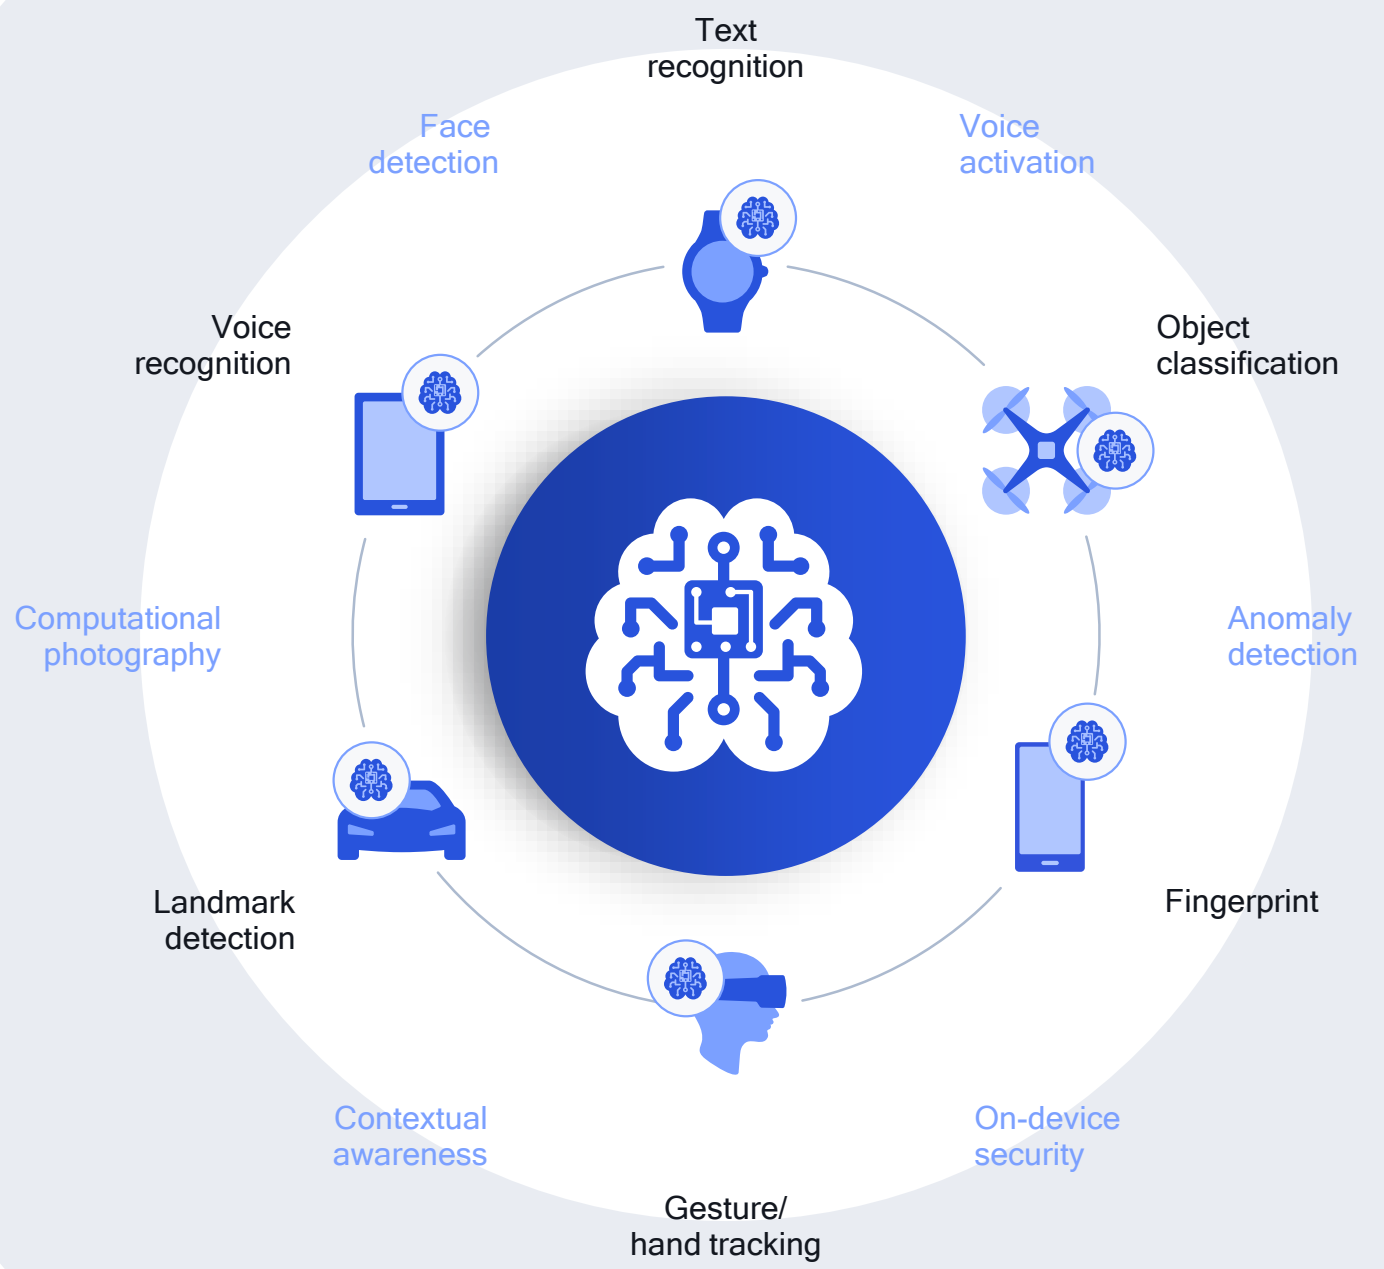 Text
recognition
Face
detection
Voice
activation
Voice
recognition
Object
classification
Computational
photography
Anomaly
detection
Landmark
detection
Fingerprint
Contextual
awareness
On-device
security
Gesture/
hand tracking